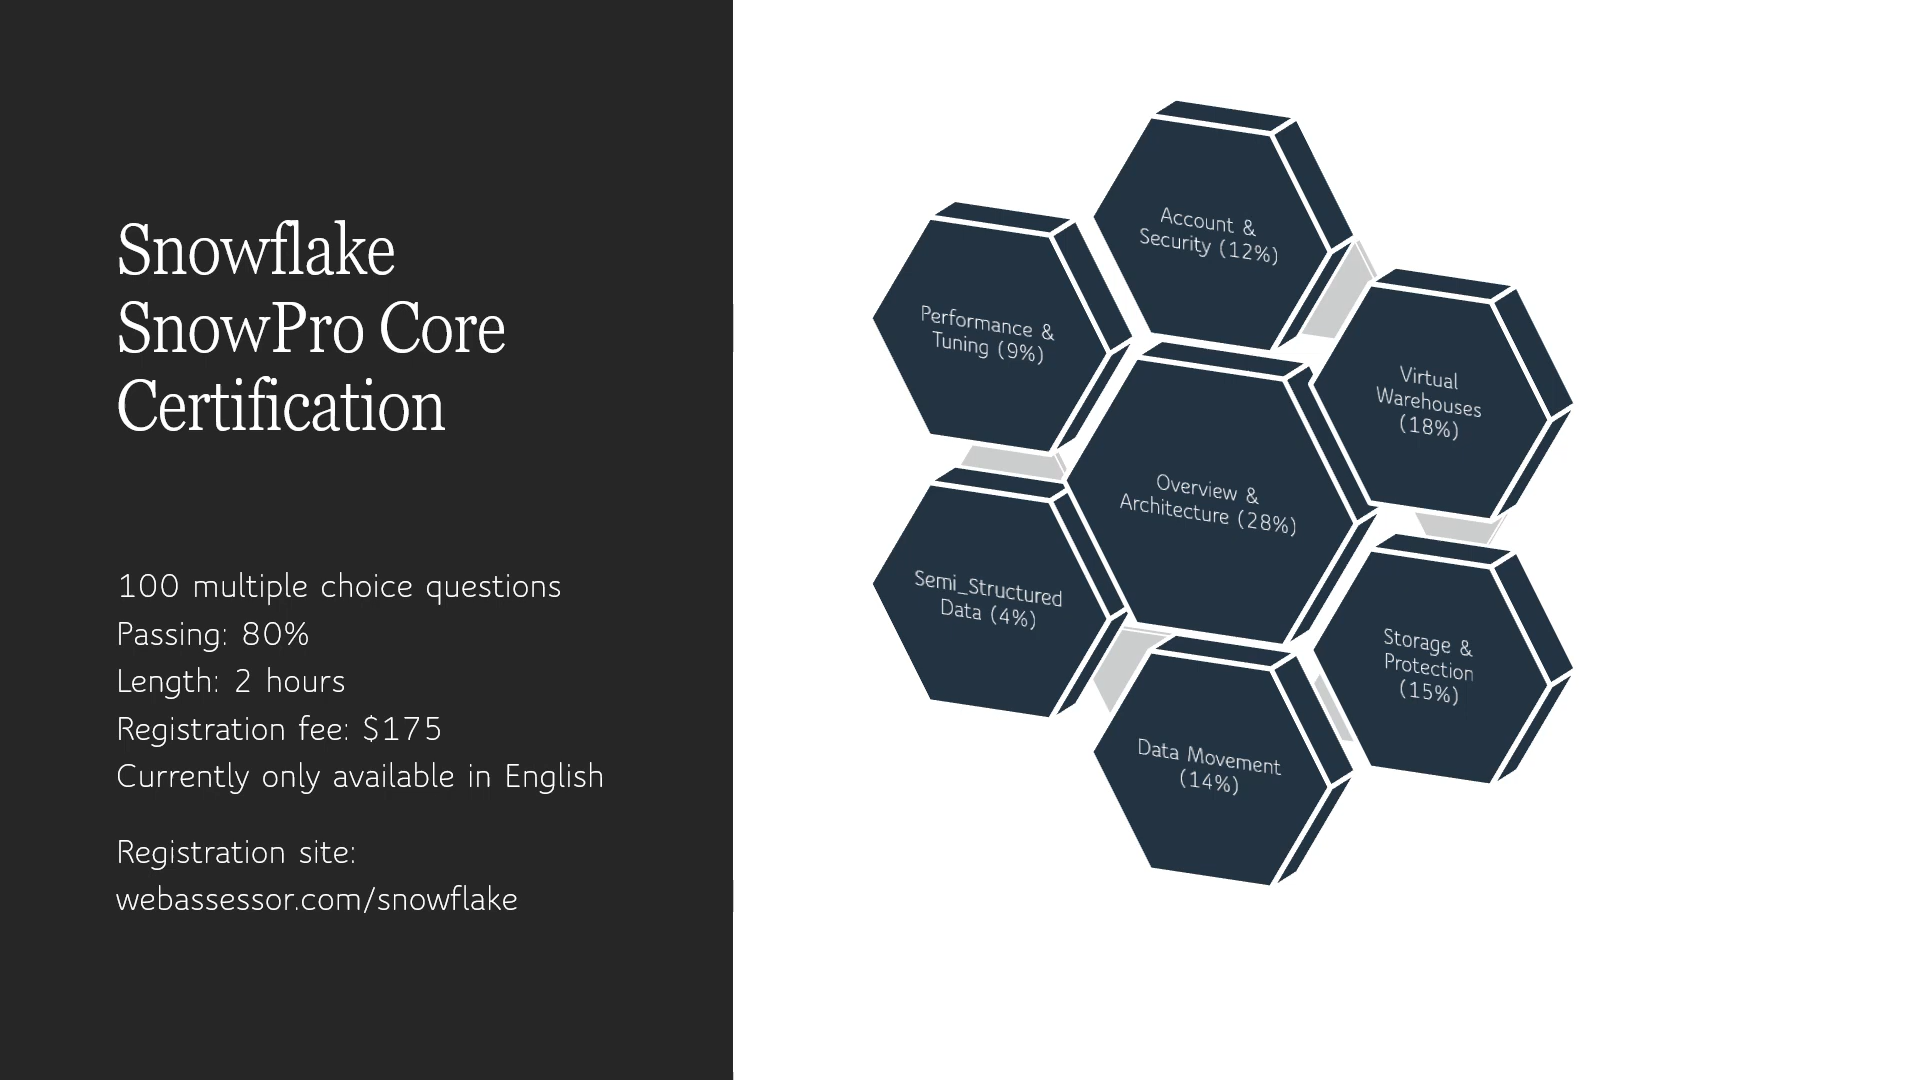 Snowflake
SnowPro Core
Certification
100 multiple choice questions
Passing: 80%
Length: 2 hours
Registration fee: $175
Currently only available in English
Registration site:
webassessor.com/snowflake
Account &
Security (12%)
Performance &
Tuning (9%)
Virtual
Warehouses
(18%)
Overview &
Architecture (28%)
Semi_Structured
Data (4%)
Storage &
Protection
(15%)
Data Movement
(14%)